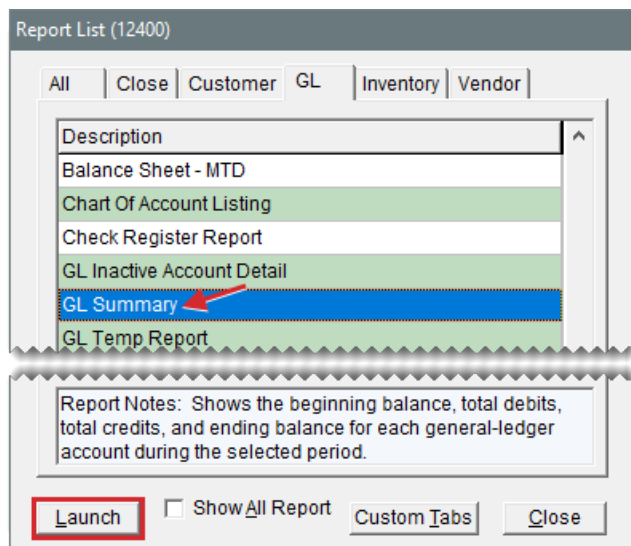 Report List (12400)
All Close Customer GL Inventory Vendor
Description
Balance Sheet - MTD
Chart Of Account Listing
Check Register Report
GL Inactive Account Detail
GL Summary
GL Temp Report
Report Notes: Shows the beginning balance, total debits,
total credits, and ending balance for each general-ledger
account during the selected period.
Launch Show All Report Custom Tabs Close